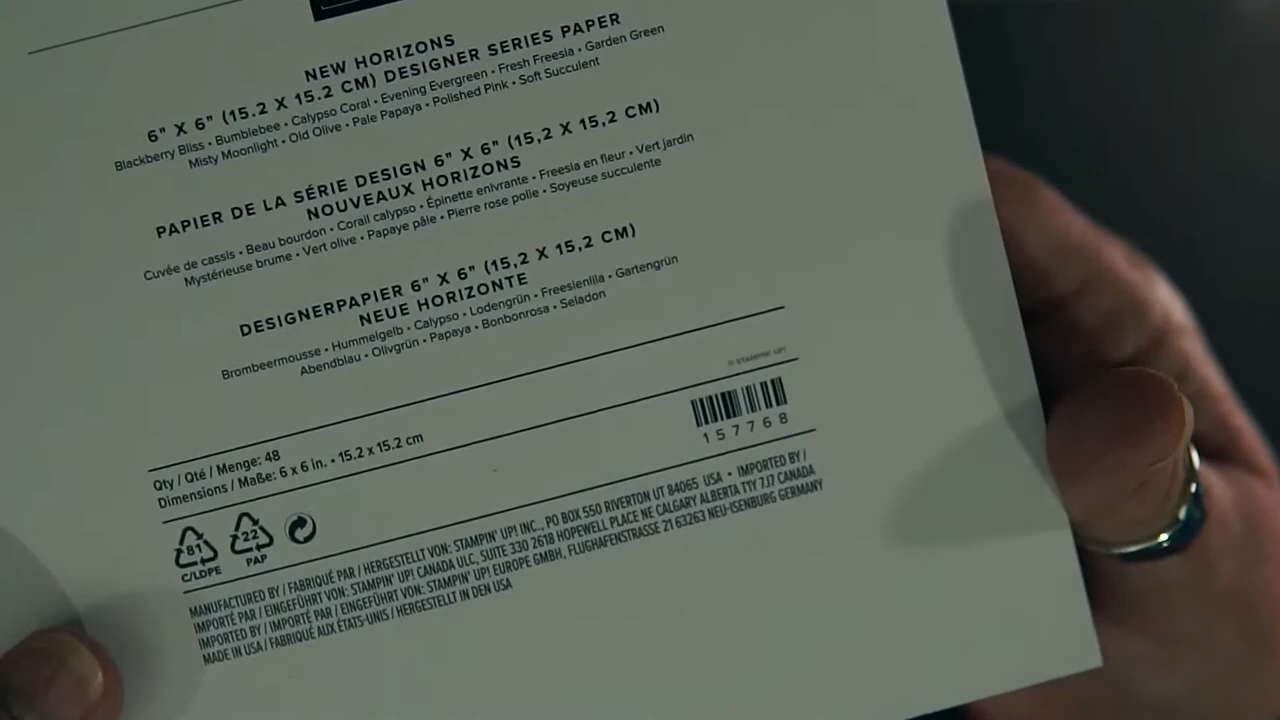 NEW HORIZONS
6" X 6" (15.2 X 15.2 CM) DESIGNER SERIES PAPER
Blackberry Bliss • Bumblebee • Calypso Coral • Evening Evergreen • Fresh Freesia • Garden Green
Misty Moonlight • Old Olive • Pale Papaya • Polished Pink • Soft Succulent
PAPIER DE LA SÉRIE DESIGN 6" X 6" (15,2 X 15,2 CM)
NOUVEAUX HORIZONS
Cuvée de cassis • Beau bourdon • Corail calypso • Épinette enivrante • Freesia en fleur • Vert jardin
Mystérieuse brume • Vert olive • Papaye pâle • Pierre rose polie • Soyeuse succulente
DESIGNERPAPIER 6" X 6" (15,2 X 15,2 CM)
NEUE HORIZONTE
Brombeermousse • Hummelgelb • Calypso • Lodengrün • Freesienlila • Gartengrün
Abendblau • Olivgrün • Papaya • Bonbonrosa • Seladon
© STAMPIN' UP!
Qty / Qté / Menge: 48
Dimensions / Maße: 6 x 6 in. • 15.2 x 15.2 cm
157768
81 22
C/LDPE PAP
MANUFACTURED BY / FABRIQUÉ PAR / HERGESTELLT VON: STAMPIN' UP! INC., PO BOX 550 RIVERTON UT 84065 USA • IMPORTED BY /
IMPORTÉ PAR / EINGEFÜHRT VON: STAMPIN' UP! CANADA ULC, SUITE 330 2618 HOPEWELL PLACE NE CALGARY ALBERTA T1Y 7J7 CANADA
IMPORTED BY / IMPORTÉ PAR / EINGEFÜHRT VON: STAMPIN' UP! EUROPE GMBH, FLUGHAFENSTRASSE 21 63263 NEU-ISENBURG GERMANY
MADE IN USA / FABRIQUÉ AUX ÉTATS-UNIS / HERGESTELLT IN DEN USA